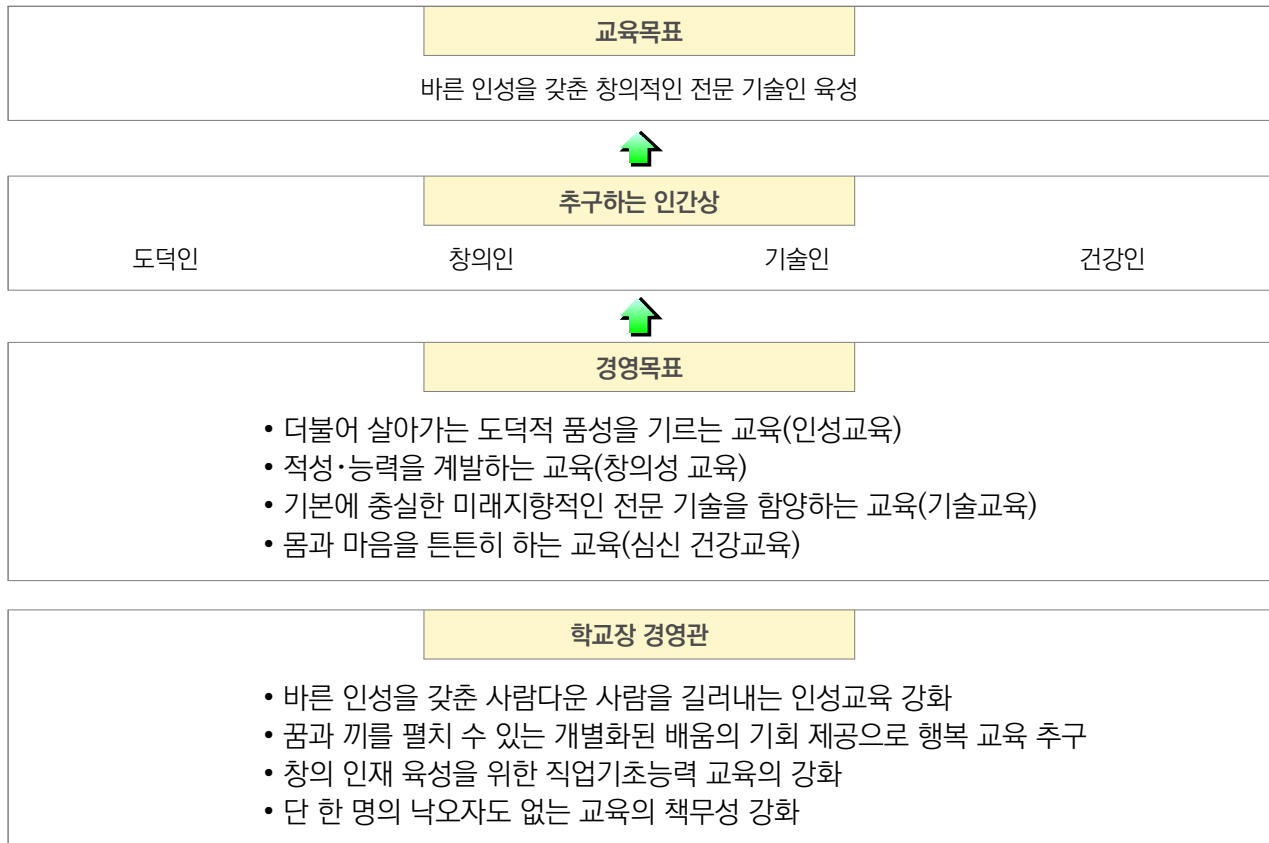 교육목표
바른 인성을 갖춘 창의적인 전문 기술인 육성
추구하는 인간상
도덕인 창의인 기술인 건강인
경영목표
• 더불어 살아가는 도덕적 품성을 기르는 교육(인성교육)
• 적성·능력을 계발하는 교육(창의성 교육)
• 기본에 충실한 미래지향적인 전문 기술을 함양하는 교육(기술교육)
• 몸과 마음을 튼튼히 하는 교육(심신 건강교육)
학교장 경영관
• 바른 인성을 갖춘 사람다운 사람을 길러내는 인성교육 강화
• 꿈과 끼를 펼치 수 있는 개별화된 배움의 기회 제공으로 행복 교육 추구
• 창의 인재 육성을 위한 직업기초능력 교육의 강화
• 단 한 명의 낙오자도 없는 교육의 책무성 강화